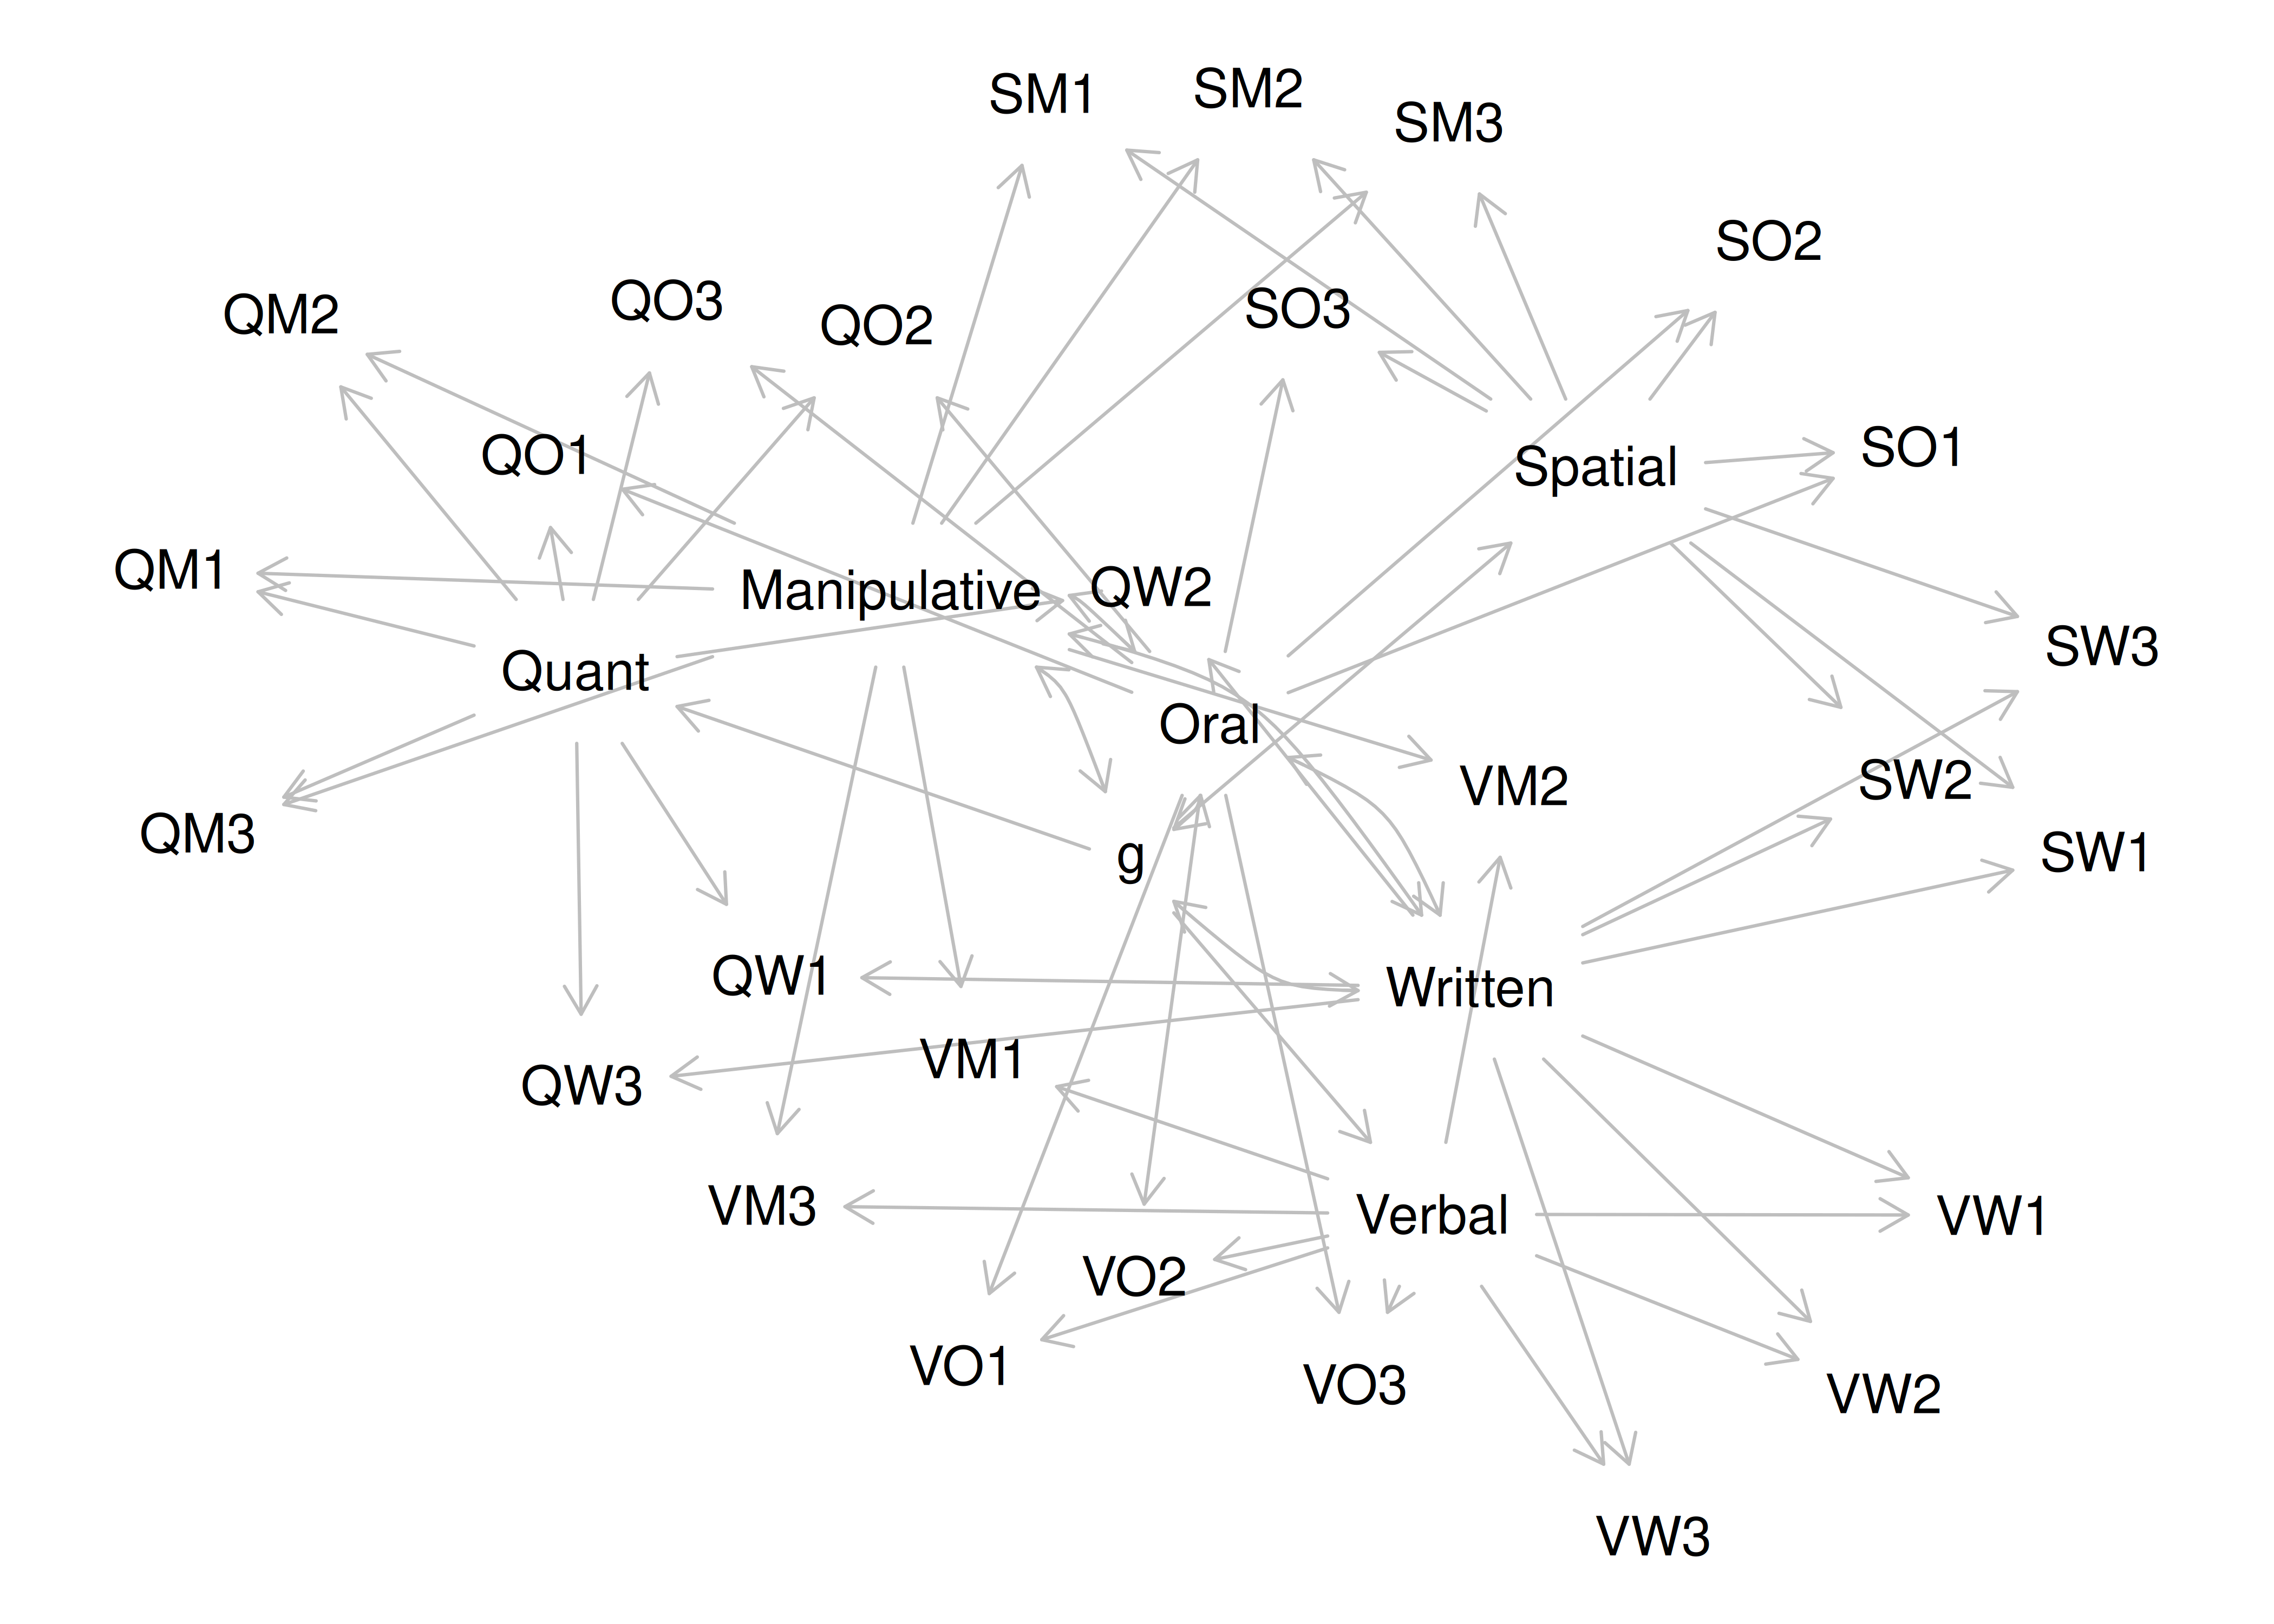 SM1
SM2
SM3
SO2
QM2
QO3
QO2
SO3
QO1
Spatial
SO1
QM1
Manipulative
QW2
Quant
SW3
Oral
VM2
SW2
QM3
g
SW1
QW1
Written
VM1
QW3
VM3
Verbal
VW1
VO2
VO1
VO3
VW2
VW3